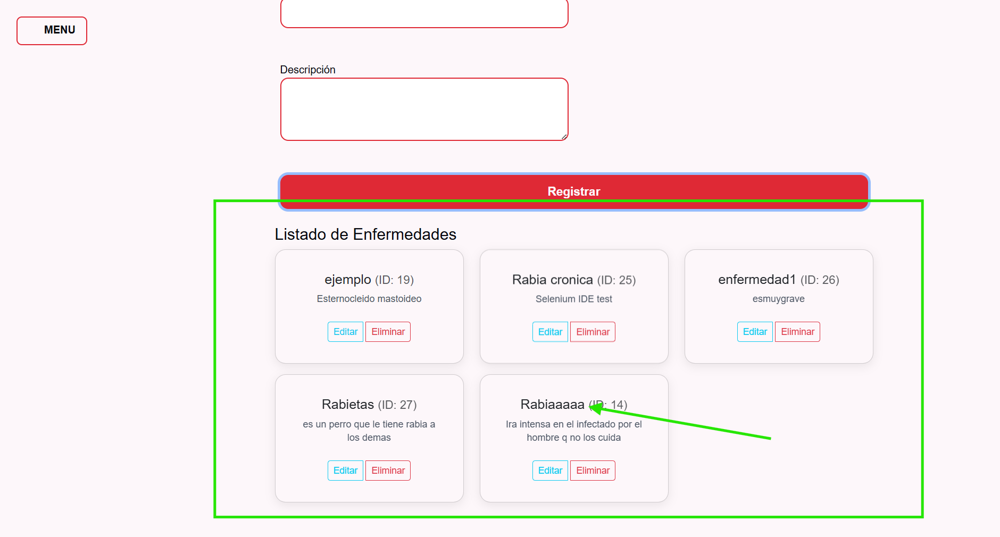 MENU
Descripción
Registrar
Listado de Enfermedades
ejemplo (ID: 19)
Esternocleido mastoideo
Editar Eliminar
Rabia cronica (ID: 25)
Selenium IDE test
Editar Eliminar
enfermedad1 (ID: 26)
esmuygrave
Editar Eliminar
Rabietas (ID: 27)
es un perro que le tiene rabia a
los demas
Editar Eliminar
Rabiaaaaa (ID: 14)
Ira intensa en el infectado por el
hombre q no los cuida
Editar Eliminar